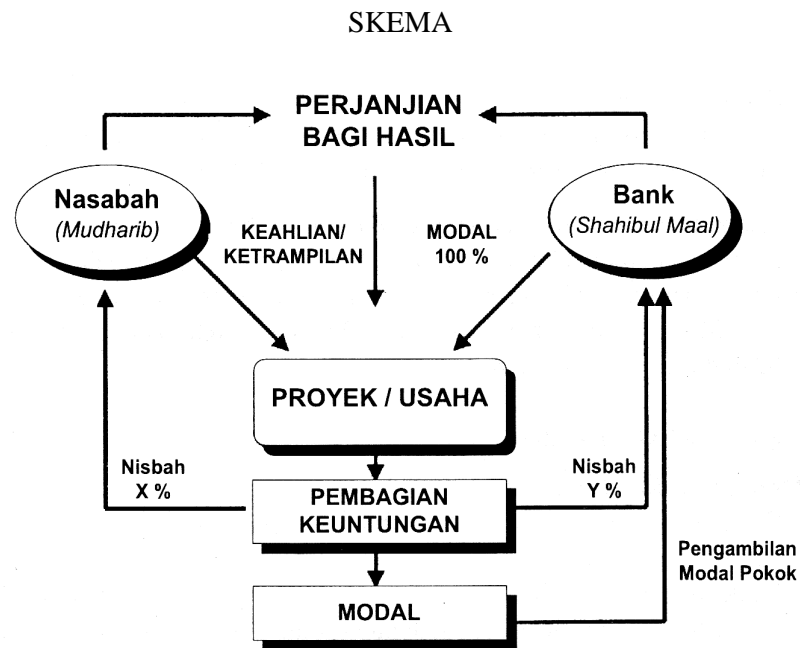 SKEMA
PERJANJIAN
BAGI HASIL
Nasabah
(Mudharib)
Bank
(Shahibul Maal)
KEAHLIAN/
KETRAMPILAN
MODAL
100 %
PROYEK / USAHA
Nisbah
X %
Nisbah
Y %
PEMBAGIAN
KEUNTUNGAN
Pengambilan
Modal Pokok
MODAL